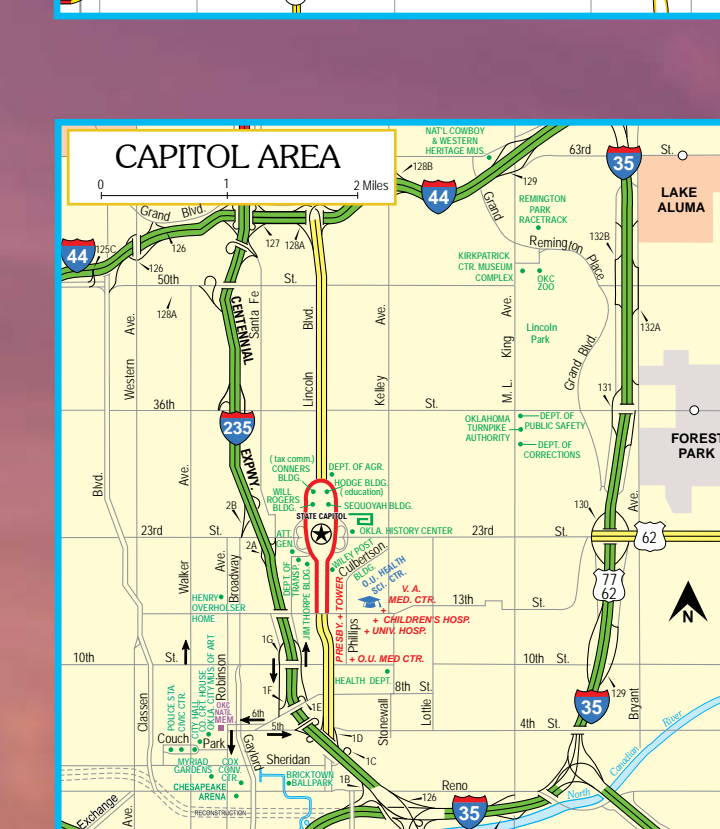 CAPITOL AREA
0 1 2 Miles
NAT'L COWBOY
& WESTERN
HERITAGE MUS.
63rd
St.
35
LAKE
ALUMA
128B
44
129
Grand
REMINGTON
PARK
RACETRACK
Remington
Place
132B
Grand Blvd.
127
128A
126
125C
44
126
50th
St.
128A
KIRKPATRICK
CTR. MUSEUM
COMPLEX
OKC
ZOO
CENTENNIAL
Santa Fe
Western
Ave.
Lincoln
Blvd.
Kelley
Ave.
M. L.
King
Ave.
Lincoln
Park
Grand Blvd.
132A
131
36th
St.
235
EXPWY.
OKLAHOMA
TURNPIKE
AUTHORITY
DEPT. OF
PUBLIC SAFETY
DEPT. OF
CORRECTIONS
FOREST
PARK
Blvd.
Ave.
( tax comm.)
CONNERS
BLDG.
DEPT. OF AGR.
HODGE BLDG.
( education)
WILL
ROGERS
BLDG.
SEQUOYAH BLDG.
STATE CAPITOL
OKLA. HISTORY CENTER
2B
130
Ave.
23rd
St.
23rd
St.
62
ATT.
GEN.
2A
WILEY POST
BLDG.
Culbertson
O.U. HEALTH
SCI. CTR.
DEPT. OF
TRANSP.
JIM THORPE BLDG.
Walker
Ave.
Broadway
77
62
N
HENRY
OVERHOLSER
HOME
PRESBY. + TOWER
V. A.
MED. CTR.
+
+ CHILDREN'S HOSP.
+ UNIV. HOSP.
13th
St.
Phillips
+ O.U. MED CTR.
1G
10th
St.
10th
St.
HEALTH DEPT.
8th
St.
Robinson
1F
1E
Classen
POLICE STA.
CIVIC CTR.
CITY HALL
CO. CRT HOUSE
OKLA CITY MUS. OF ART
OKC
NATL
MEM.
6th
5th
Stonewall
Lottie
129
Bryant
35
4th
St.
Couch
Park
Gaylord
Sheridan
1D
1C
1B
MYRIAD
GARDENS
COX
CONV.
CTR.
CHESAPEAKE
ARENA
BRICKTOWN
BALLPARK
RECONSTRUCTION
Exchange
Ave.
126
Reno
35
North
Canadian
River